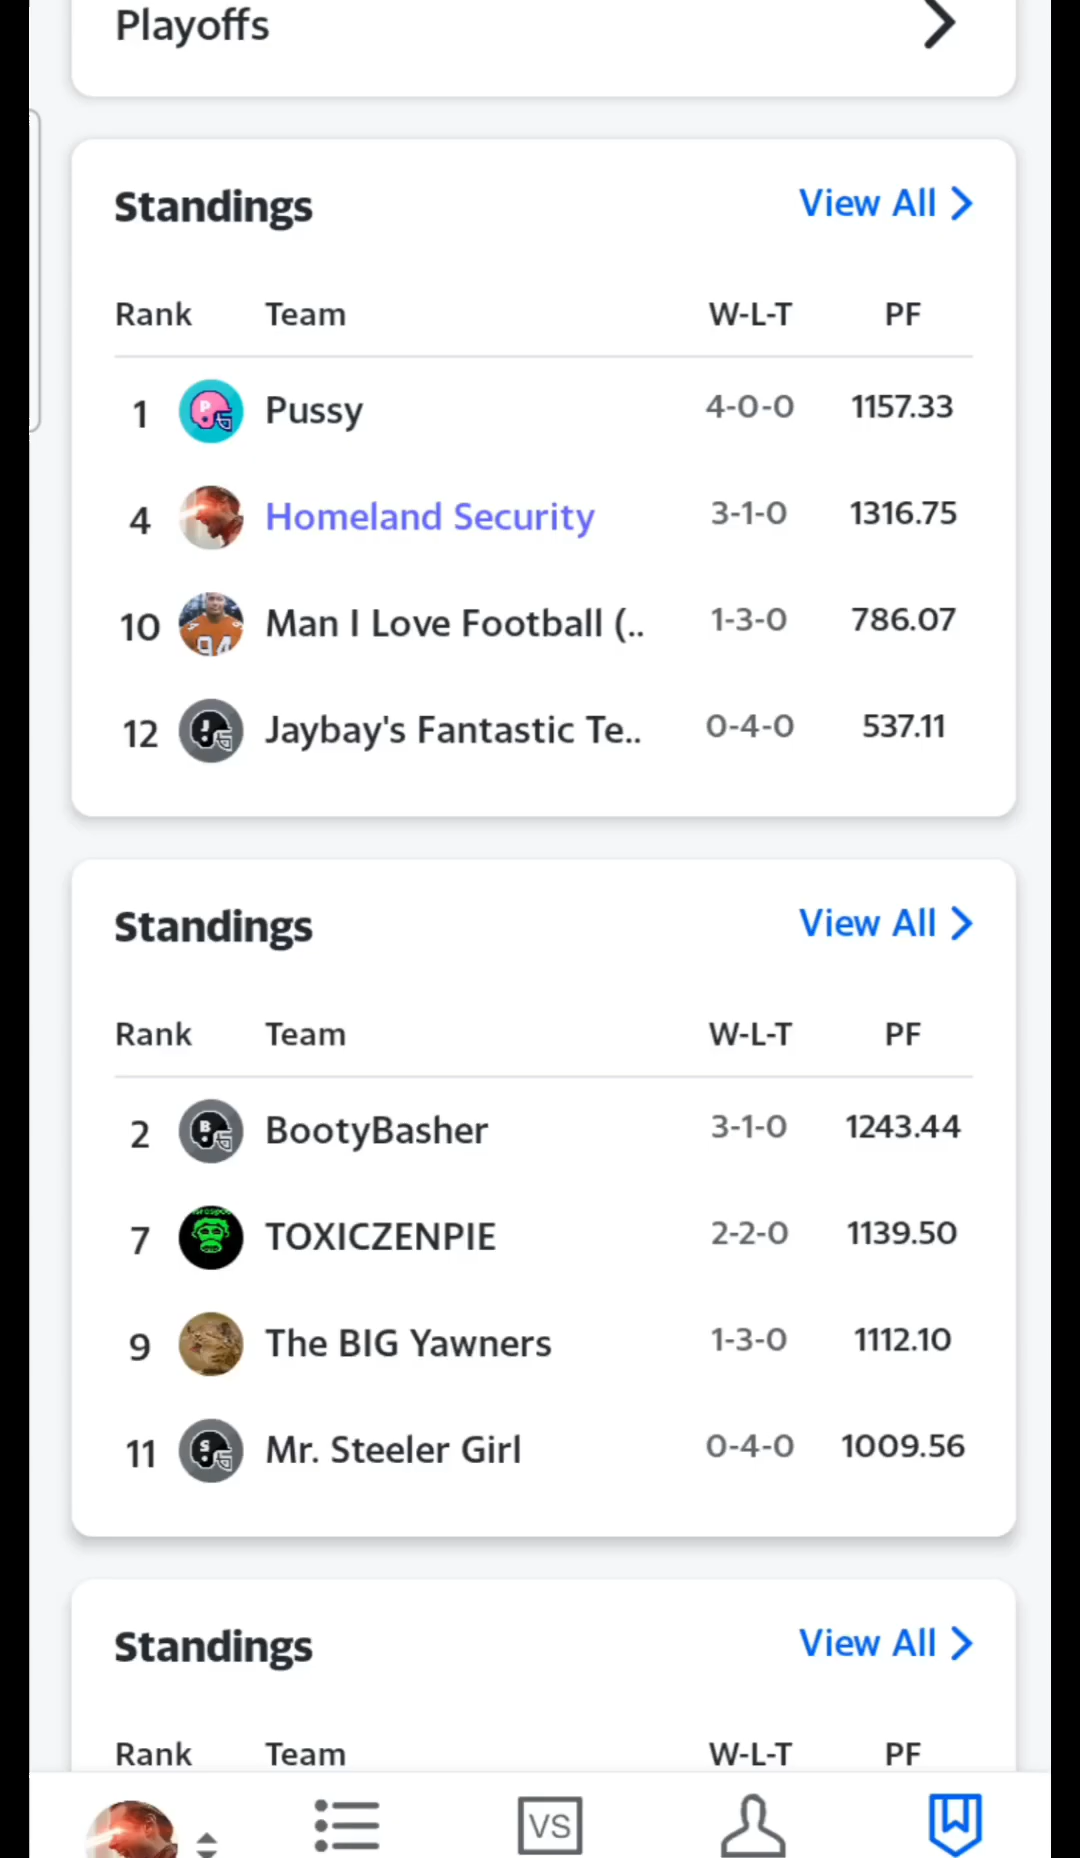 Playoffs
Standings View All
Rank Team W-L-T PF
1 P Pussy 4-0-0 1157.33
4 Homeland Security 3-1-0 1316.75
10 94 Man I Love Football (.. 1-3-0 786.07
12 J Jaybay's Fantastic Te.. 0-4-0 537.11
Standings View All
Rank Team W-L-T PF
2 B BootyBasher 3-1-0 1243.44
7 TOXICZENPIE 2-2-0 1139.50
9 The BIG Yawners 1-3-0 1112.10
11 S Mr. Steeler Girl 0-4-0 1009.56
Standings View All
Rank Team W-L-T PF
VS